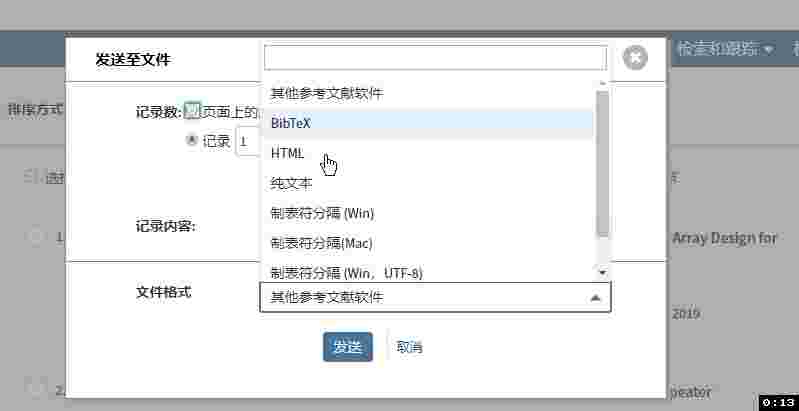 发送至文件
检索和跟踪
其他参考文献软件
排序方式
记录数:
页面上的
BibTeX
记录 1
HTML
纯文本
制表符分隔 (Win)
记录内容:
1
制表符分隔(Mac)
Array Design for
制表符分隔 (Win, UTF-8)
文件格式
其他参考文献软件
2019
发送
取消
2.
peater
0:13